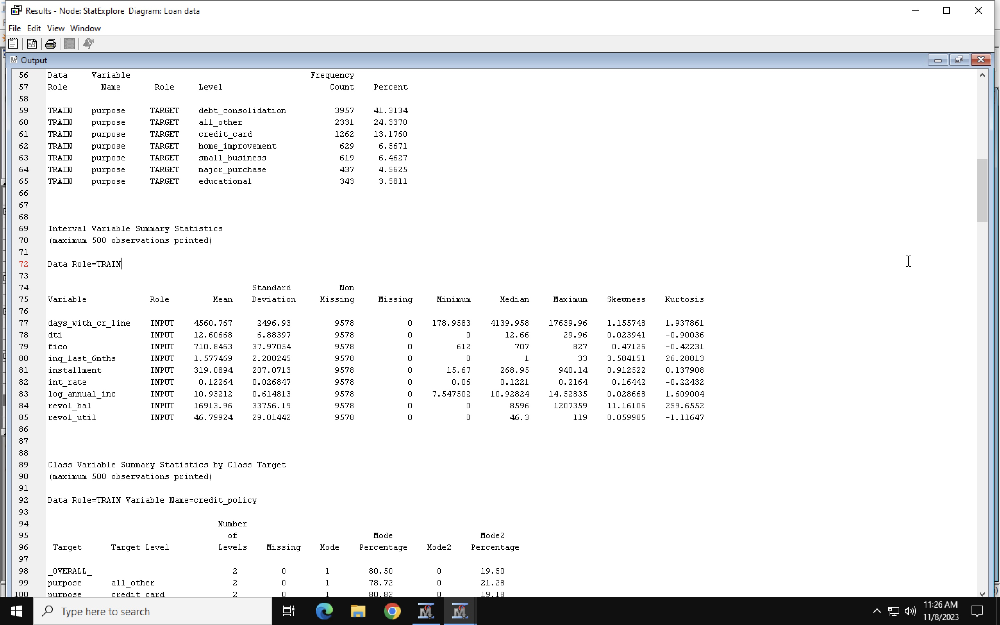 Results - Node: StatExplore Diagram: Loan data
File Edit View Window
Output
56 Data Variable Frequency
57 Role Name Role Level Count Percent
58
59 TRAIN purpose TARGET debt_consolidation 3957 41.3134
60 TRAIN purpose TARGET all_other 2331 24.3370
61 TRAIN purpose TARGET credit_card 1262 13.1760
62 TRAIN purpose TARGET home_improvement 629 6.5671
63 TRAIN purpose TARGET small_business 619 6.4627
64 TRAIN purpose TARGET major_purchase 437 4.5625
65 TRAIN purpose TARGET educational 343 3.5811
66
67
68
69 Interval Variable Summary Statistics
70 (maximum 500 observations printed)
71
72 Data Role=TRAIN
73
74 Standard Non
75 Variable Role Mean Deviation Missing Missing Minimum Median Maximum Skewness Kurtosis
76
77 days_with_cr_line INPUT 4560.767 2496.93 9578 0 178.9583 4139.958 17639.96 1.155748 1.937861
78 dti INPUT 12.60668 6.88397 9578 0 0 12.66 29.96 0.023941 -0.90036
79 fico INPUT 710.8463 37.97054 9578 0 612 707 827 0.47126 -0.42231
80 inq_last_6mths INPUT 1.577469 2.200245 9578 0 0 1 33 3.584151 26.28813
81 installment INPUT 319.0894 207.0713 9578 0 15.67 268.95 940.14 0.912522 0.137908
82 int_rate INPUT 0.12264 0.026847 9578 0 0.06 0.1221 0.2164 0.16442 -0.22432
83 log_annual_inc INPUT 10.93212 0.614813 9578 0 7.547502 10.92824 14.52835 0.028668 1.609004
84 revol_bal INPUT 16913.96 33756.19 9578 0 0 8596 1207359 11.16106 259.6552
85 revol_util INPUT 46.79924 29.01442 9578 0 0 46.3 119 0.059985 -1.11647
86
87
88
89 Class Variable Summary Statistics by Class Target
90 (maximum 500 observations printed)
91
92 Data Role=TRAIN Variable Name=credit_policy
93
94 Number
95 of Mode Mode2
96 Target Target Level Levels Missing Mode Percentage Mode2 Percentage
97
98 _OVERALL_ 2 0 1 80.50 0 19.50
99 purpose all_other 2 0 1 78.72 0 21.28
100 purpose credit_card 2 0 1 80.82 0 19.18
Type here to search
11:26 AM
11/8/2023